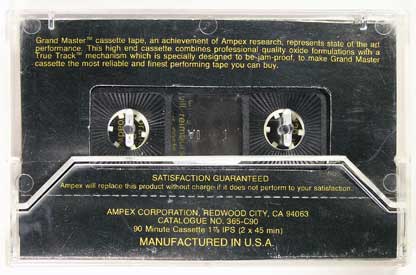 Grand Master™ cassette tape, an achievement of Ampex research, represents state of the art
performance. This high end cassette combines professional quality oxide formulations with
True Track™ mechanism which is specially designed to be jam-proof, to make Grand Master
cassette the most reliable and finest performing tape you can buy.
SATISFACTION GUARANTEED
Ampex will replace this product without charge if it does not perform to your satisfaction.
AMPEX CORPORATION, REDWOOD CITY, CA 94063
CATALOGUE NO. 365-C90
90 Minute Cassette 1⅞ IPS (2 x 45 min)
MANUFACTURED IN U.S.A.